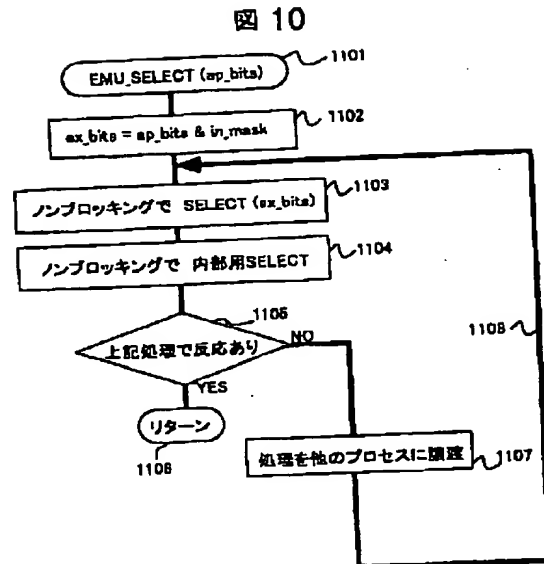 図 10
EMU_SELECT (ap_bits)
1101
ex_bits = ap_bits & in_mask
1102
ノンブロッキングで SELECT (ex_bits)
1103
ノンブロッキングで 内部用SELECT
1104
1105
上記処理で反応あり
NO
YES
リターン
1106
1108
処理を他のプロセスに譲渡
1107